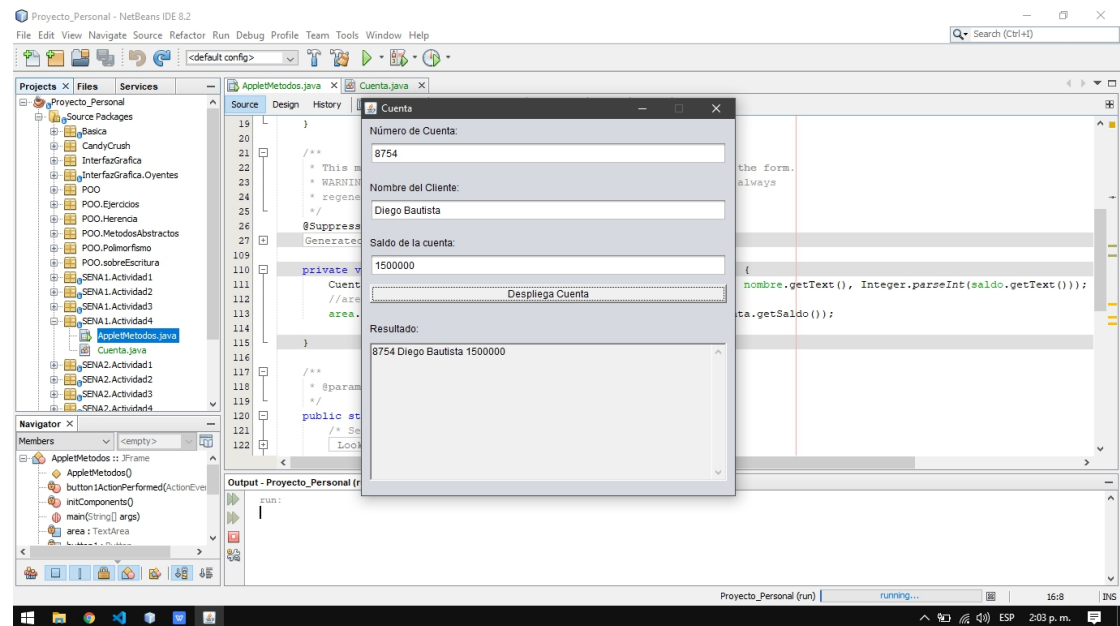 Proyecto_Personal - NetBeans IDE 8.2
File Edit View Navigate Source Refactor Run Debug Profile Team Tools Window Help
Search (Ctrl+I)
<default config>
Projects Files Services
Proyecto_Personal
Source Packages
Basica
CandyCrush
InterfazGrafica
InterfazGrafica.Oyentes
POO
POO.Ejercicios
POO.Herencia
POO.MetodosAbstractos
POO.Polimorfismo
POO.sobreEscritura
SENA1.Actividad1
SENA1.Actividad2
SENA1.Actividad3
SENA1.Actividad4
AppletMetodos.java
Cuenta.java
SENA2.Actividad1
SENA2.Actividad2
SENA2.Actividad3
SENA2.Actividad4
Navigator
Members <empty>
AppletMetodos :: JFrame
AppletMetodos()
button1ActionPerformed(ActionEve
initComponents()
main(String[] args)
area : TextArea
AppletMetodos.java Cuenta.java
Source Design History
19 }
20
21 /**
22 * This m the form.
23 * WARNIN always
24 * regene
25 */
26 @Suppress
27 Generated
109
110 private v {
111 Cuent nombre.getText(), Integer.parseInt(saldo.getText()));
112 //are
113 area. ta.getSaldo());
114
115 }
116
117 /**
118 * @param
119 */
120 public st
121 /* Se
122 Look
Cuenta
Número de Cuenta:
8754
Nombre del Cliente:
Diego Bautista
Saldo de la cuenta:
1500000
Despliega Cuenta
Resultado:
8754 Diego Bautista 1500000
Output - Proyecto_Personal (r
run:
Proyecto_Personal (run) running... 16:8 INS
ESP 2:03 p. m.